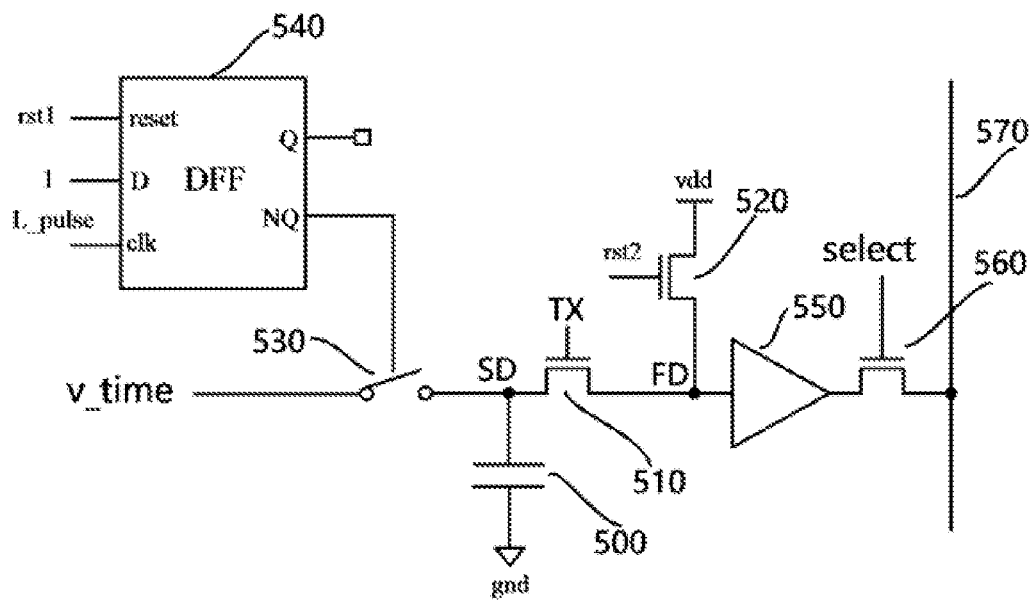 540
rst1
reset
Q
1
D
DFF
570
L_pulse
NQ
clk
vdd
520
rst2
select
560
530
TX
550
v_time
SD
FD
510
500
gnd